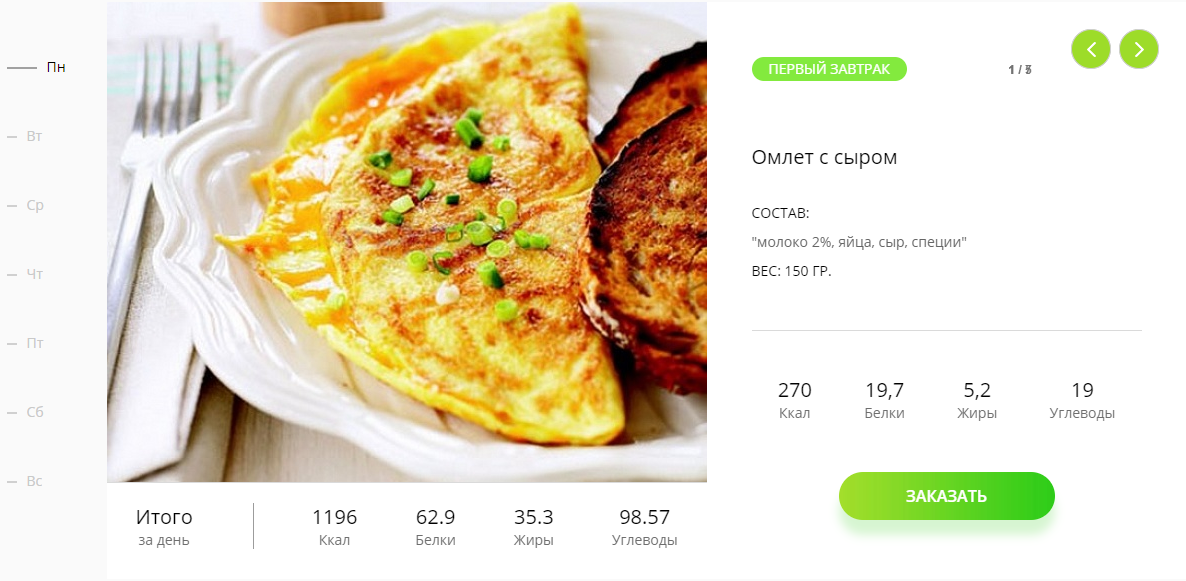 Пн
Вт
Ср
Чт
Пт
Сб
Вс
ПЕРВЫЙ ЗАВТРАК
Омлет с сыром
СОСТАВ:
"молоко 2%, яйца, сыр, специи"
ВЕС: 150 ГР.
270 19,7 5,2 19
Ккал Белки Жиры Углеводы
ЗАКАЗАТЬ
Итого 1196 62.9 35.3 98.57
за день Ккал Белки Жиры Углеводы